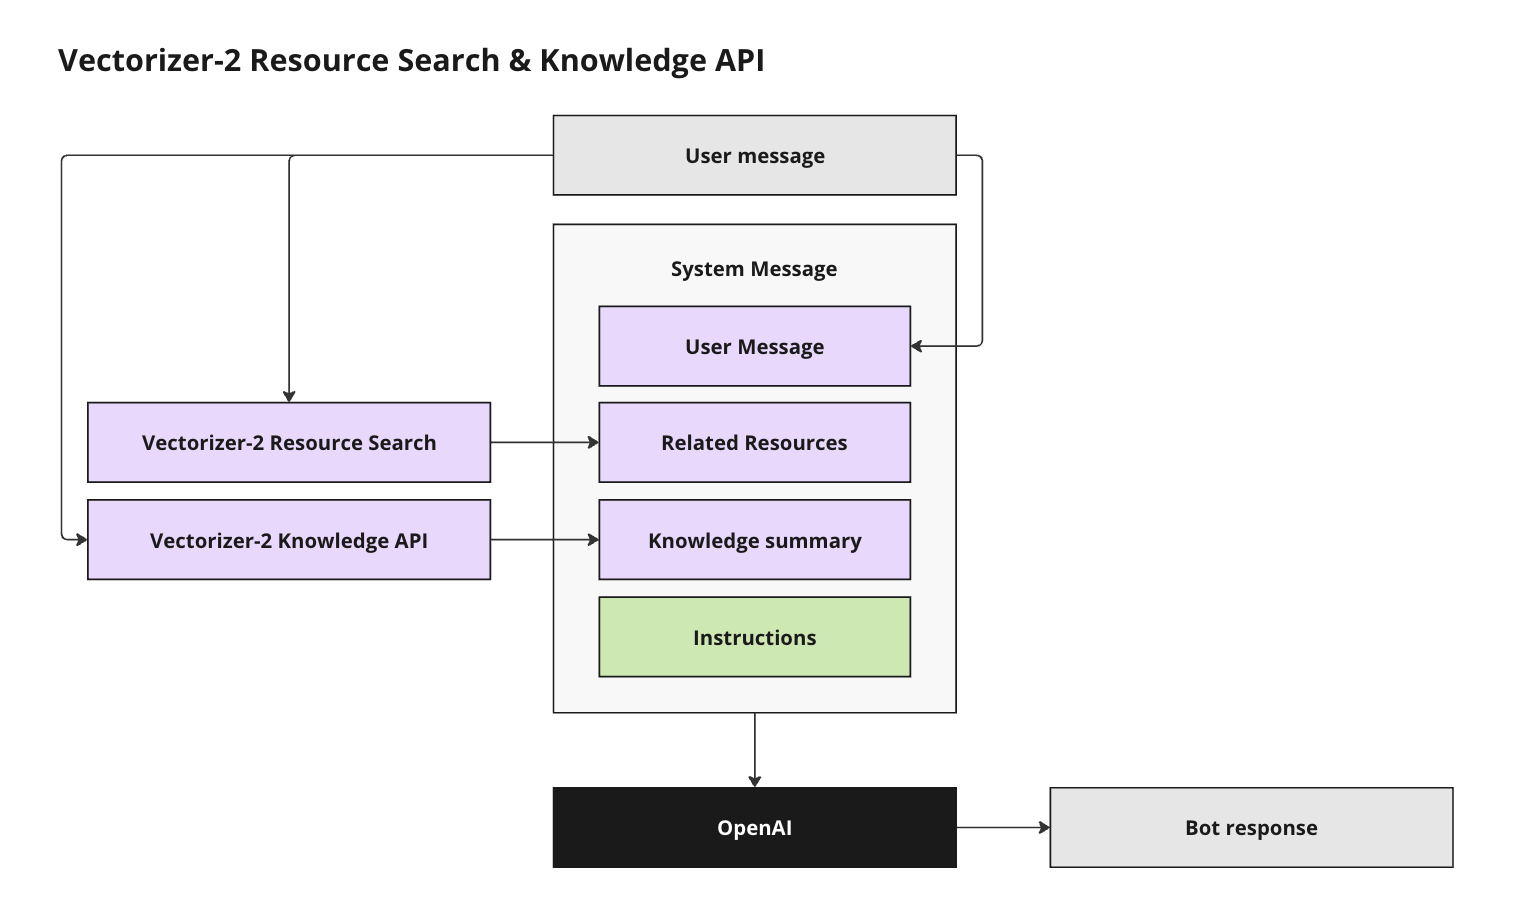 Vectorizer-2 Resource Search & Knowledge API
User message
System Message
User Message
Vectorizer-2 Resource Search
Related Resources
Vectorizer-2 Knowledge API
Knowledge summary
Instructions
OpenAI
Bot response